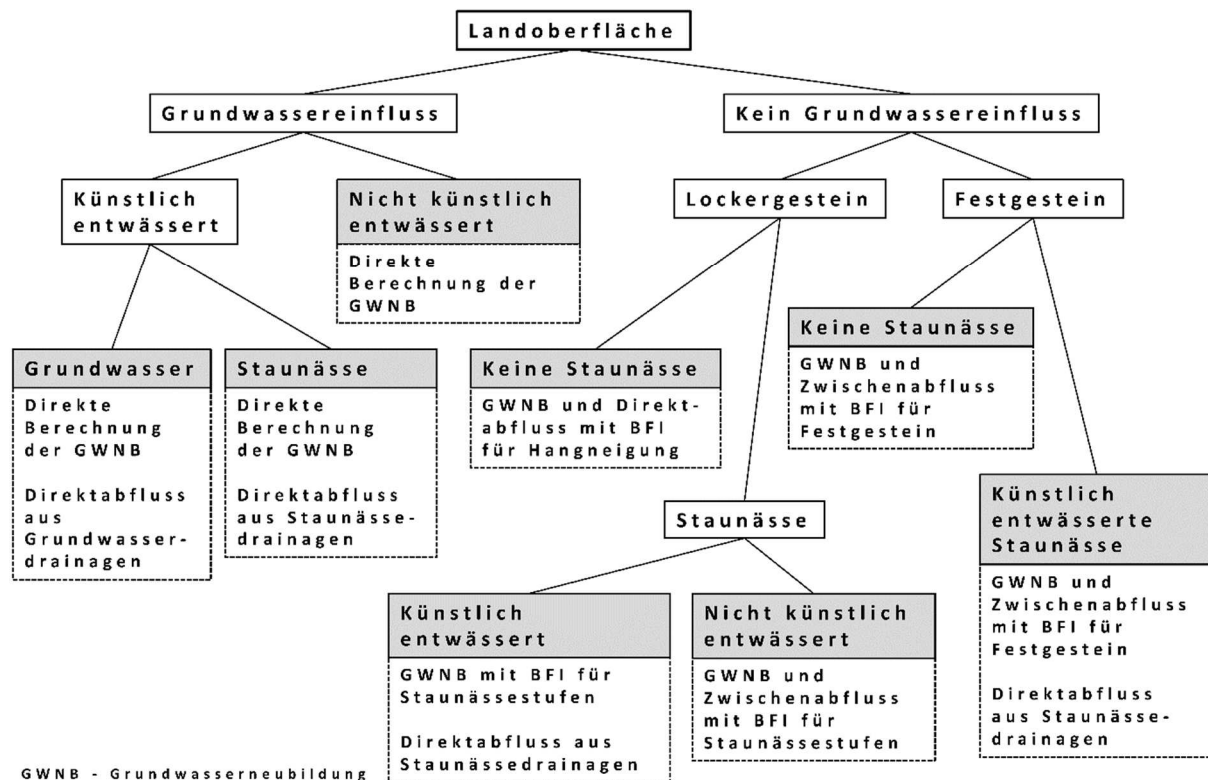 Landoberfläche
Grundwassereinfluss
Kein Grundwassereinfluss
Künstlich
entwässert
Nicht künstlich
entwässert
Direkte
Berechnung der
GWNB
Lockergestein
Festgestein
Grundwasser
Direkte
Berechnung
der GWNB
Direktabfluss
aus
Grundwasser-
drainagen
Staunässe
Direkte
Berechnung
der GWNB
Direktabfluss
aus Staunässe-
drainagen
Keine Staunässe
GWNB und Direkt-
abfluss mit BFI
für Hangneigung
Keine Staunässe
GWNB und
Zwischenabfluss
mit BFI für
Festgestein
Staunässe
Künstlich
entwässert
GWNB mit BFI für
Staunässestufen
Direktabfluss aus
Staunässedrainagen
Nicht künstlich
entwässert
GWNB und
Zwischenabfluss
mit BFI für
Staunässestufen
Künstlich
entwässerte
Staunässe
GWNB und
Zwischenabfluss
mit BFI für
Festgestein
Direktabfluss
aus Staunässe-
drainagen
GWNB - Grundwasserneubildung